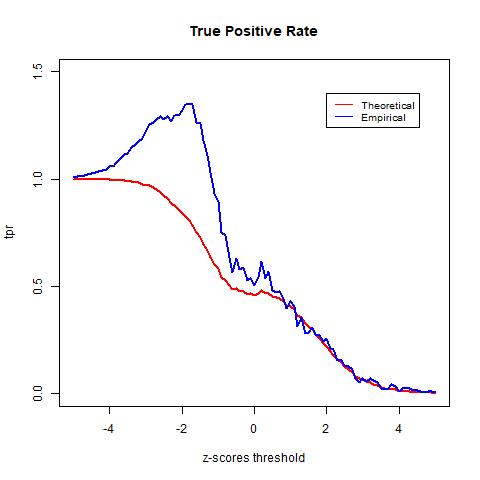 True Positive Rate
1.5
1.0
0.5
0.0
tpr
Theoretical
Empirical
-4
-2
0
2
4
z-scores threshold